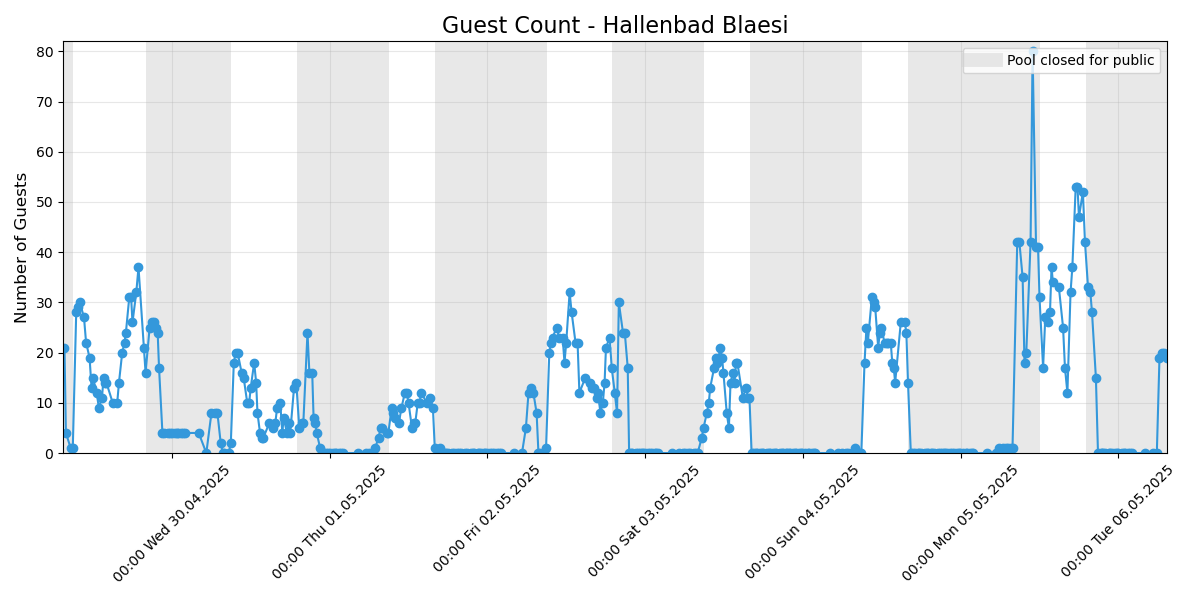 Guest Count - Hallenbad Blaesi
Pool closed for public
Number of Guests
80
70
60
50
40
30
20
10
0
00:00 Wed 30.04.2025
00:00 Thu 01.05.2025
00:00 Fri 02.05.2025
00:00 Sat 03.05.2025
00:00 Sun 04.05.2025
00:00 Mon 05.05.2025
00:00 Tue 06.05.2025